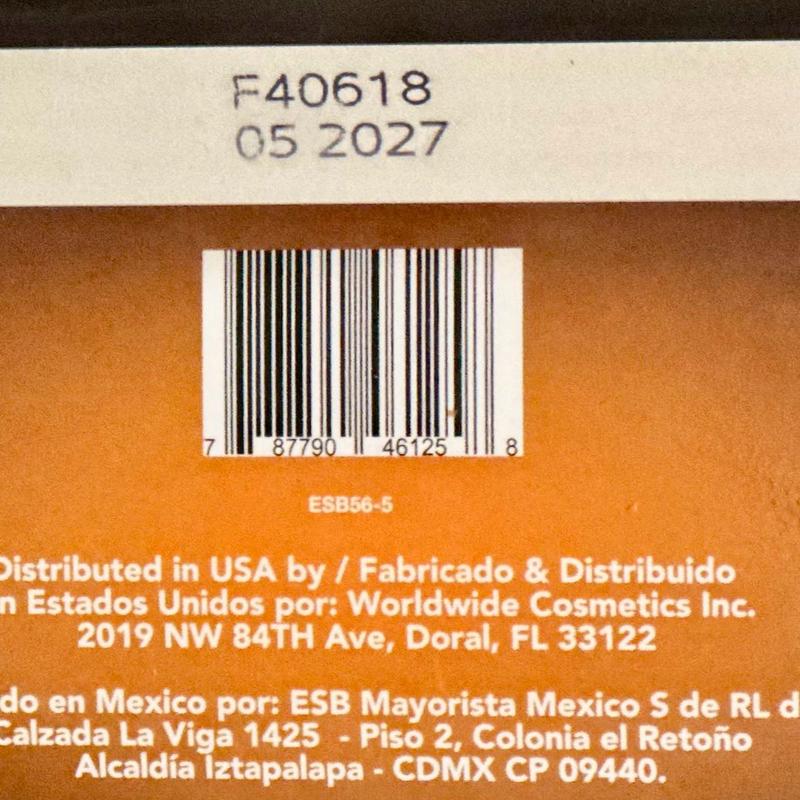 F40618
05 2027
7 87790 46125 8
ESB56-5
Distributed in USA by / Fabricado & Distribuido
n Estados Unidos por: Worldwide Cosmetics Inc.
2019 NW 84TH Ave, Doral, FL 33122
do en Mexico por: ESB Mayorista Mexico S de RL d
Calzada La Viga 1425 - Piso 2, Colonia el Retoño
Alcaldía Iztapalapa - CDMX CP 09440.